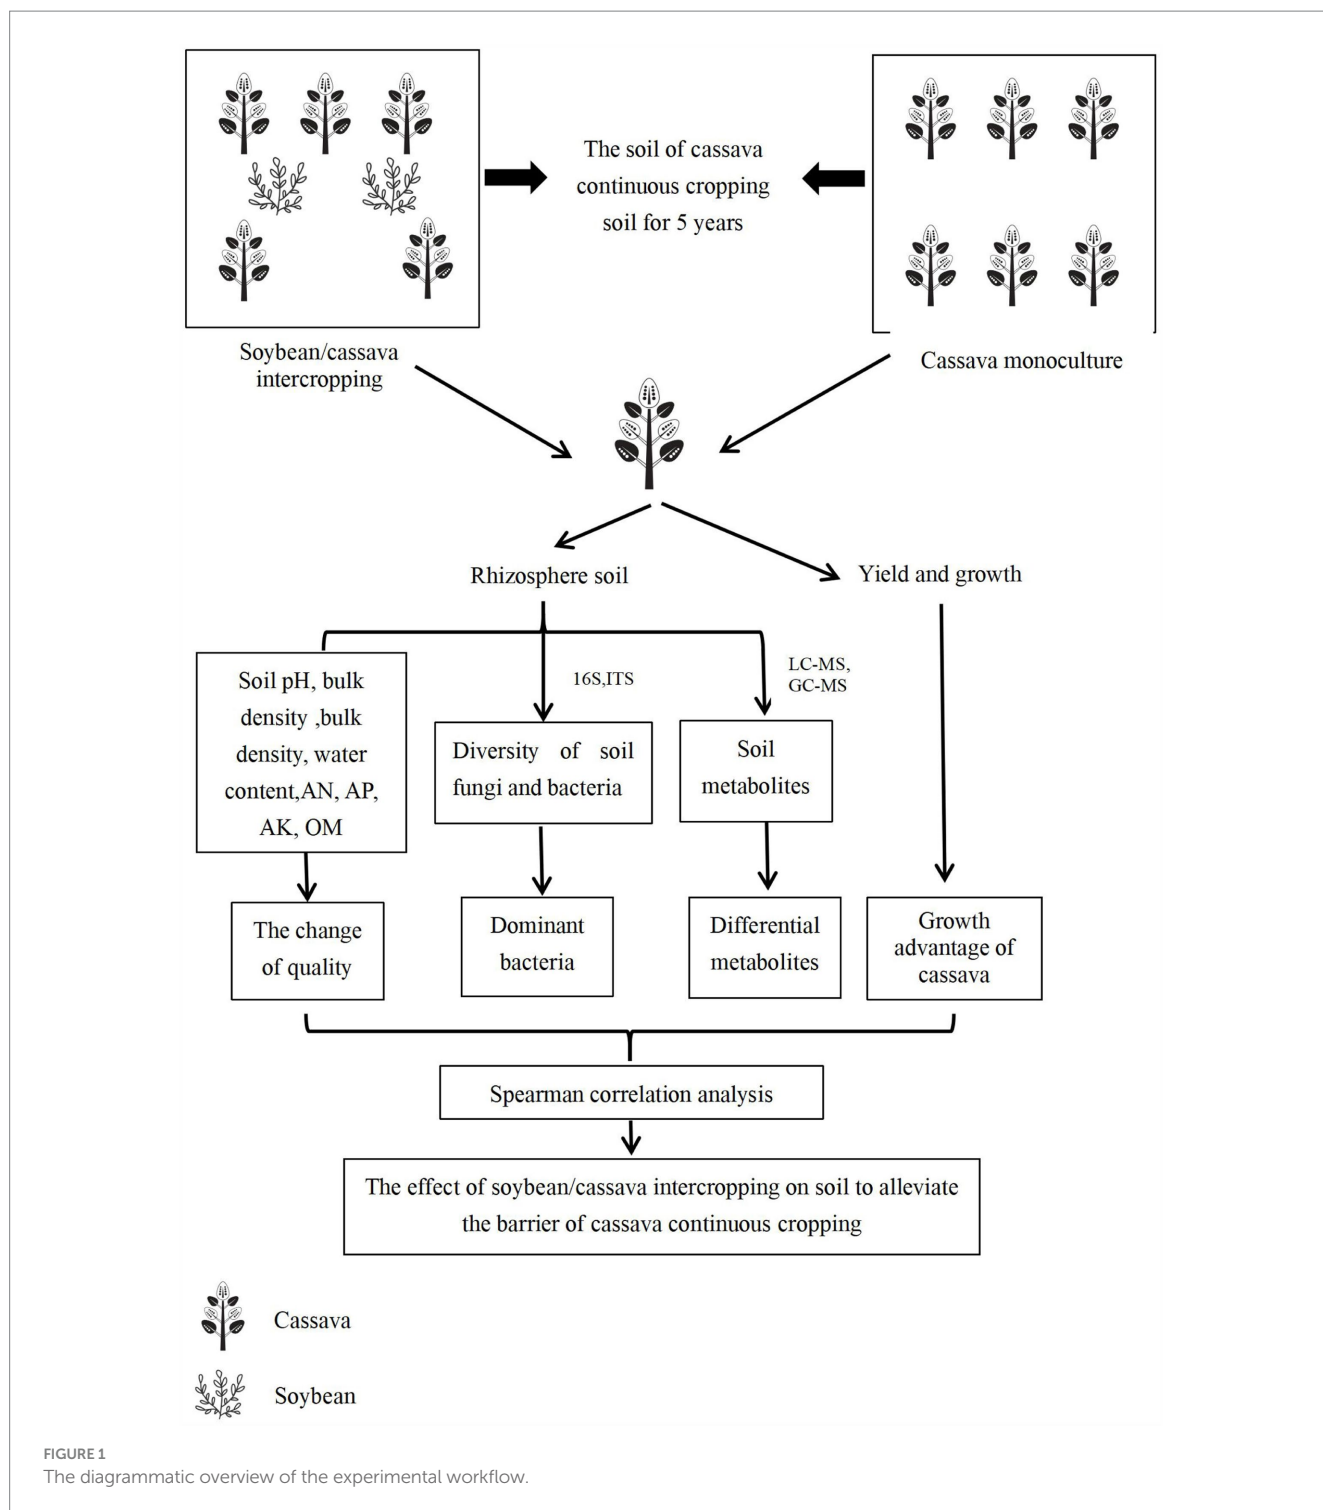 The soil of cassava
continuous cropping
soil for 5 years
Soybean/cassava
intercropping
Cassava monoculture
Rhizosphere soil
Yield and growth
16S,ITS
LC-MS,
GC-MS
Soil pH, bulk
density ,bulk
density, water
content,AN, AP,
AK, OM
Diversity of soil
fungi and bacteria
Soil
metabolites
The change
of quality
Dominant
bacteria
Differential
metabolites
Growth
advantage of
cassava
Spearman correlation analysis
The effect of soybean/cassava intercropping on soil to alleviate
the barrier of cassava continuous cropping
Cassava
Soybean
FIGURE 1
The diagrammatic overview of the experimental workflow.